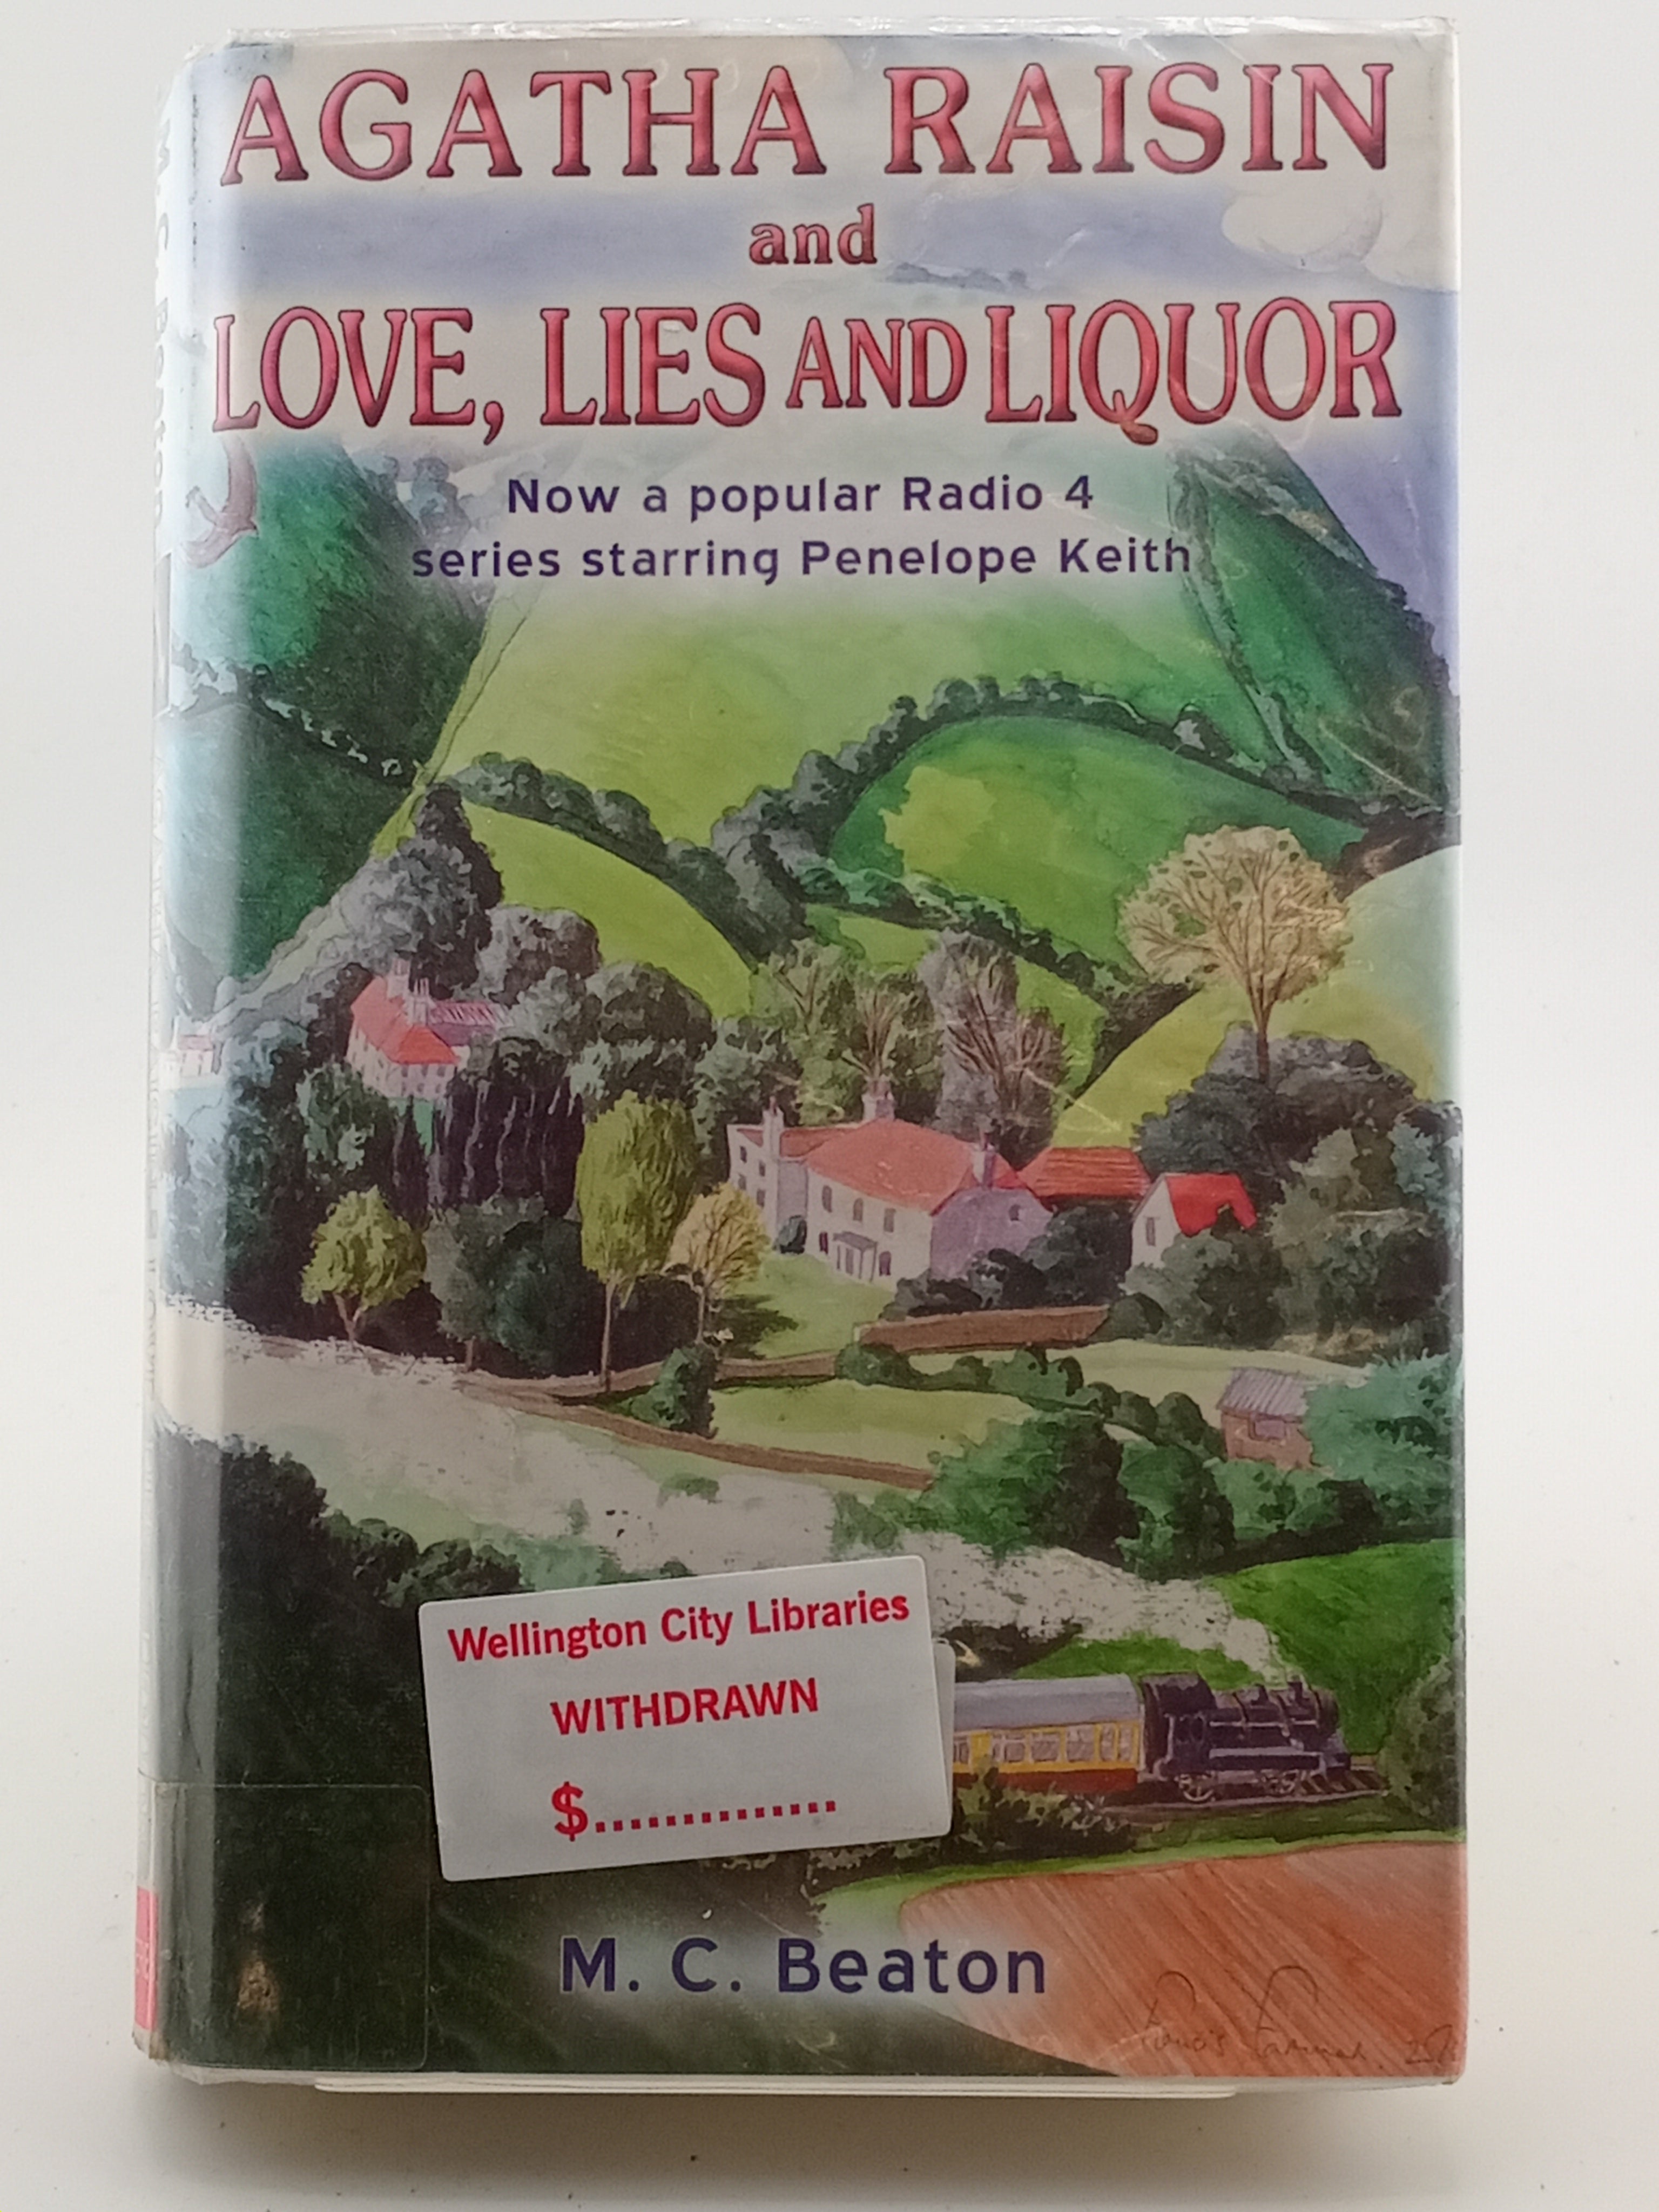 AGATHA RAISIN
and
LOVE, LIES AND LIQUOR
Now a popular Radio 4
series starring Penelope Keith
Wellington City Libraries
WITHDRAWN
$..............
M. C. Beaton